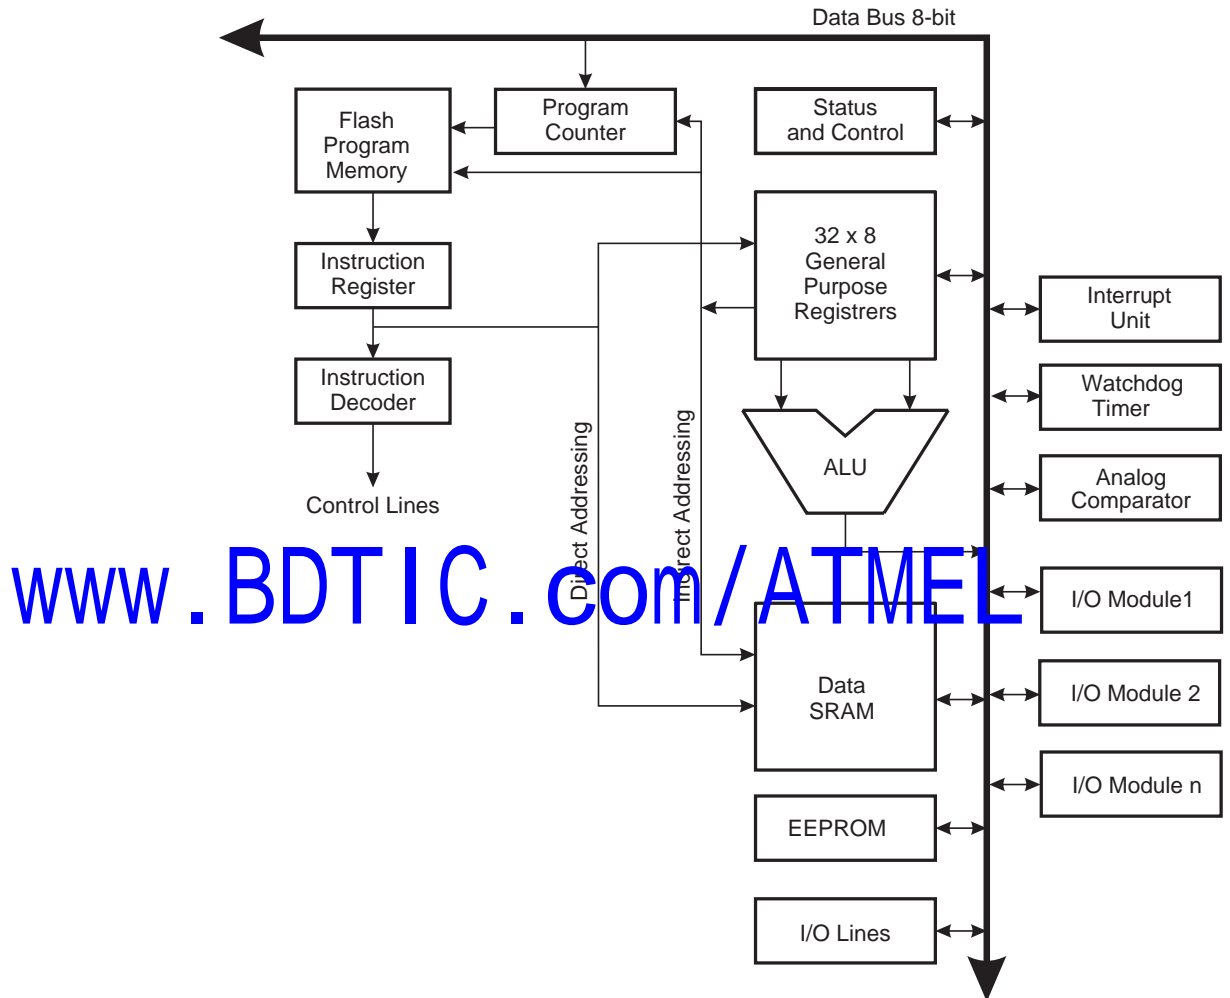 Data Bus 8-bit
Flash
Program
Memory
Program
Counter
Status
and Control
32 x 8
General
Purpose
Registrers
Instruction
Register
Interrupt
Unit
Instruction
Decoder
Watchdog
Timer
Direct Addressing
Indirect Addressing
ALU
Analog
Comparator
Control Lines
www.BDTIC.com/ATMEL
I/O Module1
Data
SRAM
I/O Module 2
I/O Module n
EEPROM
I/O Lines